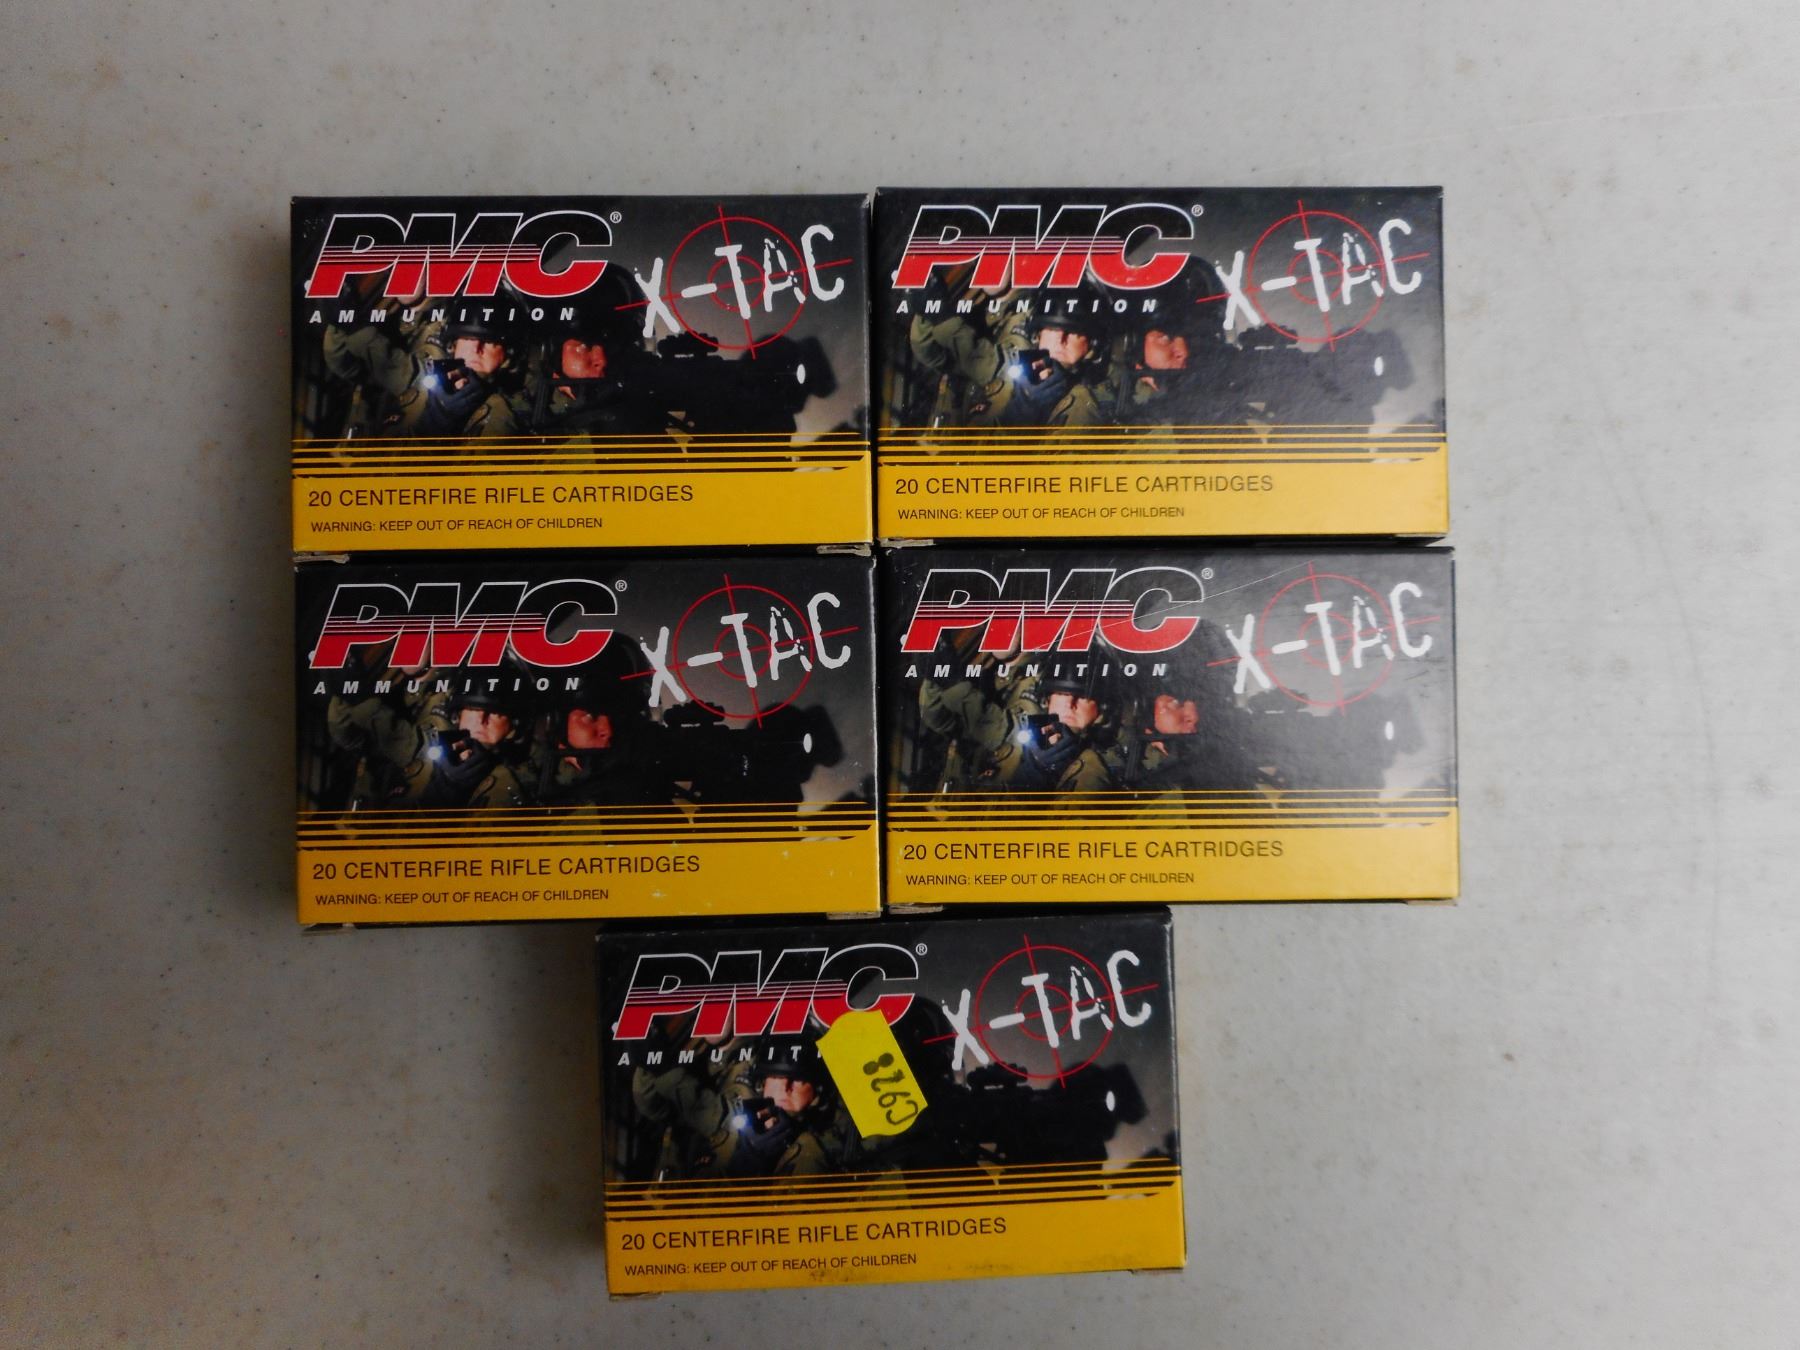 PMC®
X-TAC
AMMUNITION
20 CENTERFIRE RIFLE CARTRIDGES
WARNING: KEEP OUT OF REACH OF CHILDREN
PMC®
X-TAC
AMMUNITION
20 CENTERFIRE RIFLE CARTRIDGES
WARNING: KEEP OUT OF REACH OF CHILDREN
PMC®
X-TAC
AMMUNITION
20 CENTERFIRE RIFLE CARTRIDGES
WARNING: KEEP OUT OF REACH OF CHILDREN
PMC®
X-TAC
AMMUNITION
20 CENTERFIRE RIFLE CARTRIDGES
WARNING: KEEP OUT OF REACH OF CHILDREN
PMC®
X-TAC
AMMUNIT
C928
20 CENTERFIRE RIFLE CARTRIDGES
WARNING: KEEP OUT OF REACH OF CHILDREN